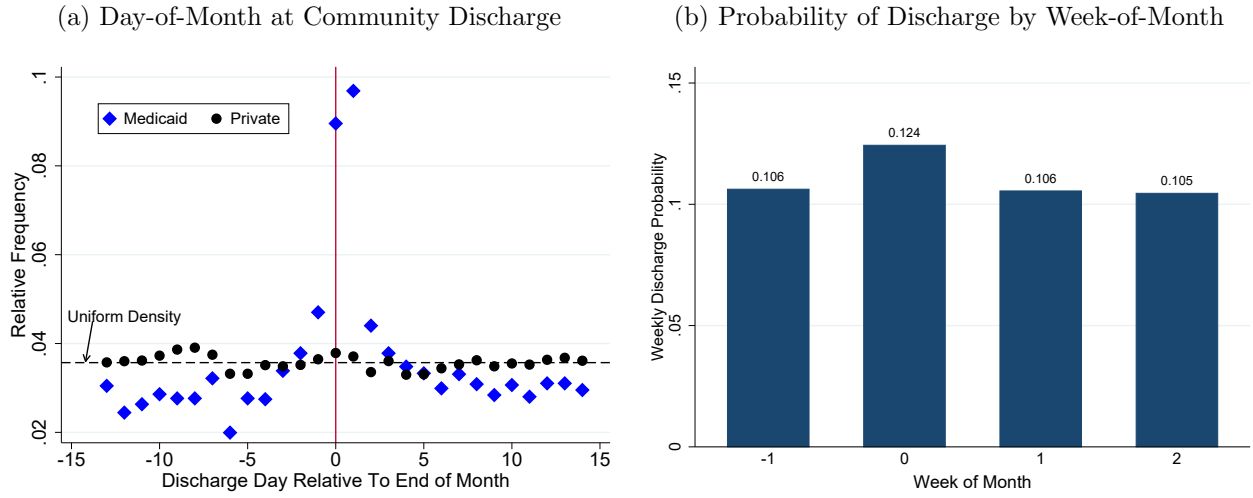 (a) Day-of-Month at Community Discharge
.1
.08
.06
.04
.02
Relative Frequency
Medicaid
Private
Uniform Density
-15
-10
-5
0
5
10
15
Discharge Day Relative To End of Month
(b) Probability of Discharge by Week-of-Month
.15
.1
.05
0
Weekly Discharge Probability
0.106
0.124
0.106
0.105
-1
0
1
2
Week of Month